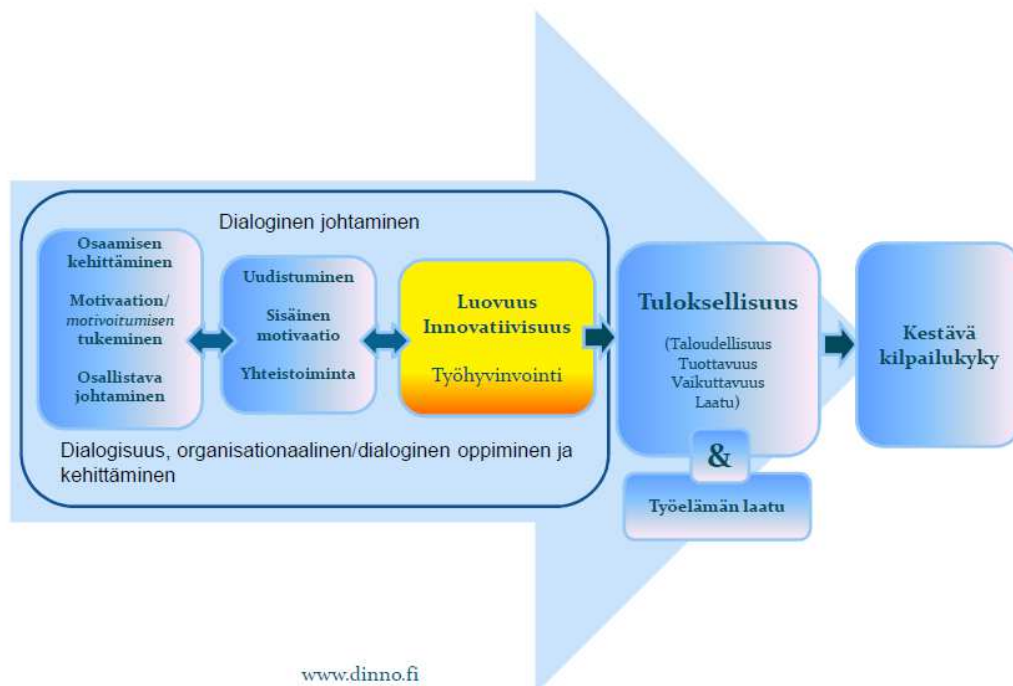 Dialoginen johtaminen
Osaamisen
kehittäminen
Motivaation/
motivoitumisen
tukeminen
Osallistava
johtaminen
Uudistuminen
Sisäinen
motivaatio
Yhteistoiminta
Luovuus
Innovatiivisuus
Työhyvinvointi
Dialogisuus, organisationaalinen/dialoginen oppiminen ja
kehittäminen
Tuloksellisuus
(Taloudellisuus
Tuottavuus
Vaikuttavuus
Laatu)
&
Työelämän laatu
Kestävä
kilpailukyky
www.dinno.fi